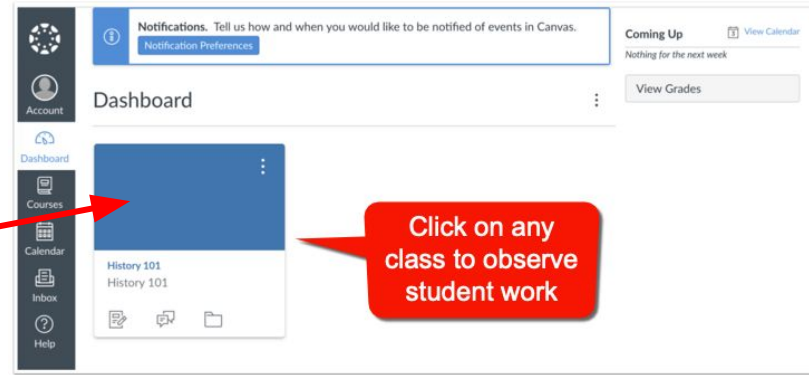 Notifications. Tell us how and when you would like to be notified of events in Canvas.
Notification Preferences
Coming Up
View Calendar
Nothing for the next week
View Grades
Account
Dashboard
Courses
Calendar
Inbox
Help
Dashboard
History 101
History 101
Click on any
class to observe
student work